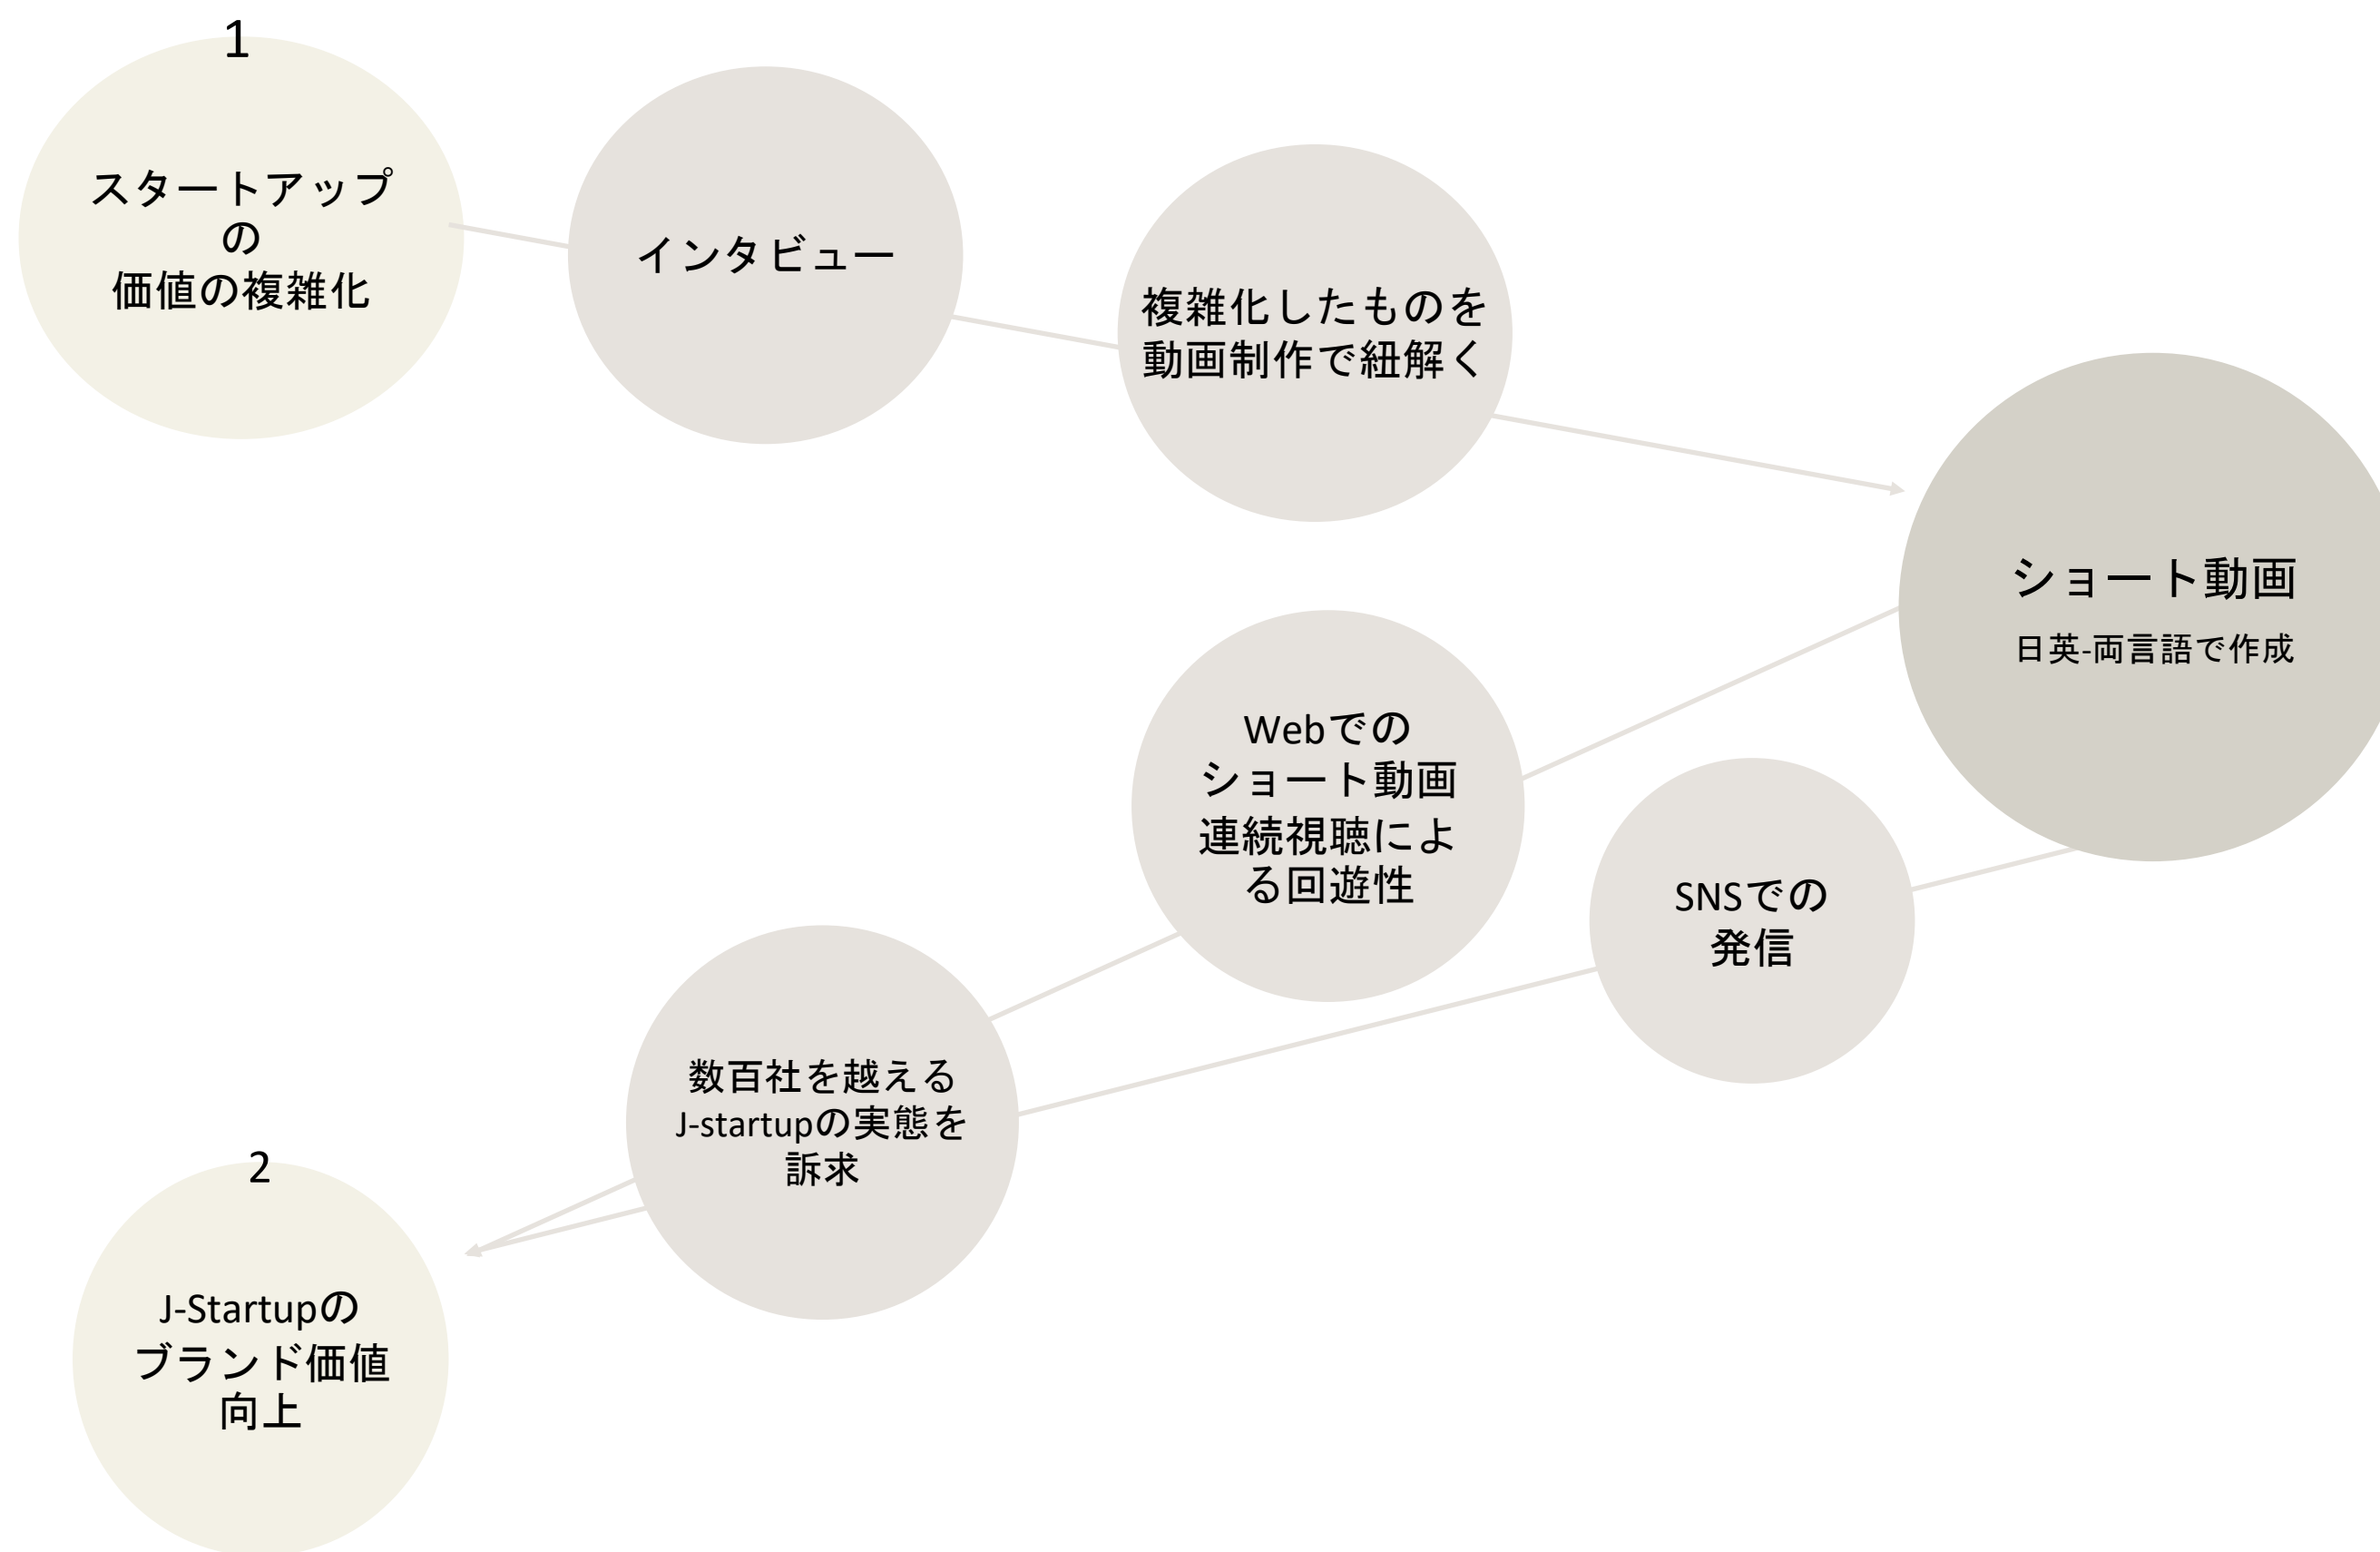 1
スタートアップ
の
価値の複雑化
インタビュー
複雑化したものを
動画制作で紐解く
ショート動画
日英-両言語で作成
Webでの
ショート動画
連続視聴によ
る回遊性
SNSでの
発信
数百社を越える
J-startupの実態を
訴求
2
J-Startupの
ブランド価値
向上